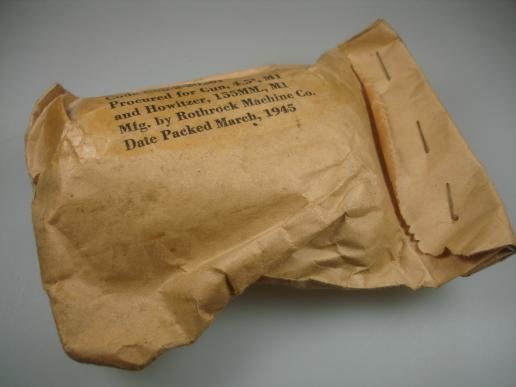 Procured for Gun, 4.5", M1
and Howitzer, 155MM., M1
Mfg. by Rothrock Machine Co.
Date Packed March, 1945